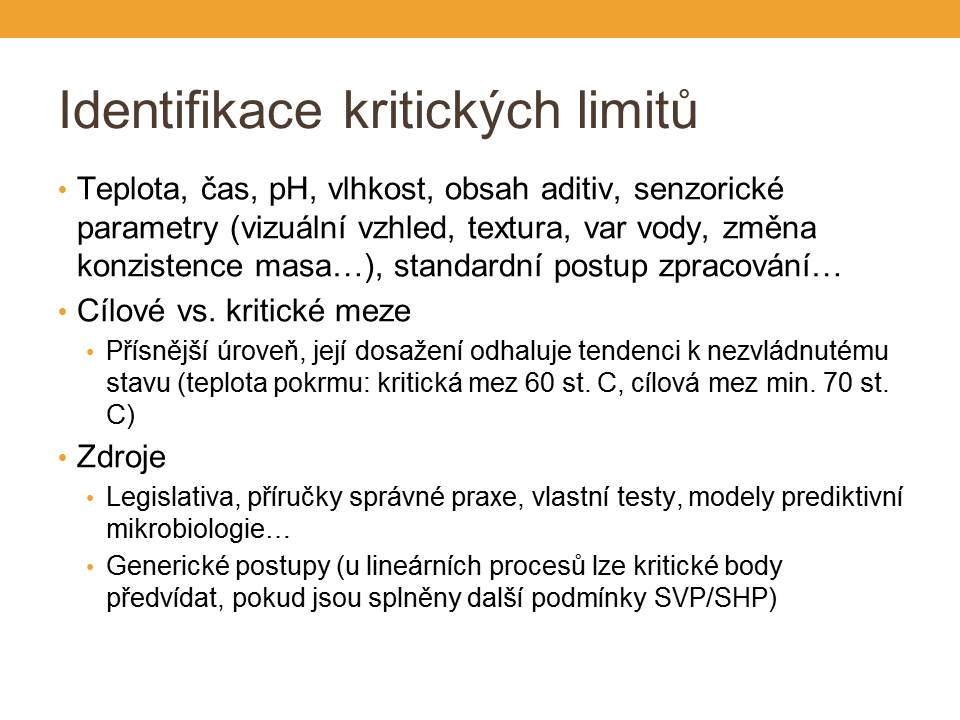 Identifikace kritických limitů
• Teplota, čas, pH, vlhkost, obsah aditiv, senzorické
parametry (vizuální vzhled, textura, var vody, změna
konzistence masa…), standardní postup zpracování…
• Cílové vs. kritické meze
• Přísnější úroveň, její dosažení odhaluje tendenci k nezvládnutému
stavu (teplota pokrmu: kritická mez 60 st. C, cílová mez min. 70 st.
C)
• Zdroje
• Legislativa, příručky správné praxe, vlastní testy, modely prediktivní
mikrobiologie…
• Generické postupy (u lineárních procesů lze kritické body
předvídat, pokud jsou splněny další podmínky SVP/SHP)